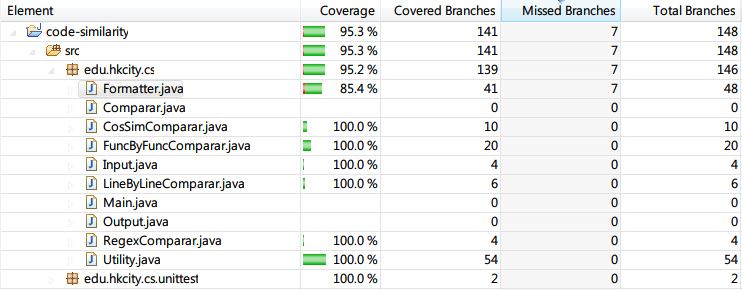 Element Coverage Covered Branches Missed Branches Total Branches
code-similarity 95.3 % 141 7 148
src 95.3 % 141 7 148
edu.hkcity.cs 95.2 % 139 7 146
Formatter.java 85.4 % 41 7 48
Comparar.java 0 0 0
CosSimComparar.java 100.0 % 10 0 10
FuncByFuncComparar.java 100.0 % 20 0 20
Input.java 100.0 % 4 0 4
LineByLineComparar.java 100.0 % 6 0 6
Main.java 0 0 0
Output.java 0 0 0
RegexComparar.java 100.0 % 4 0 4
Utility.java 100.0 % 54 0 54
edu.hkcity.cs.unittest 100.0 % 2 0 2